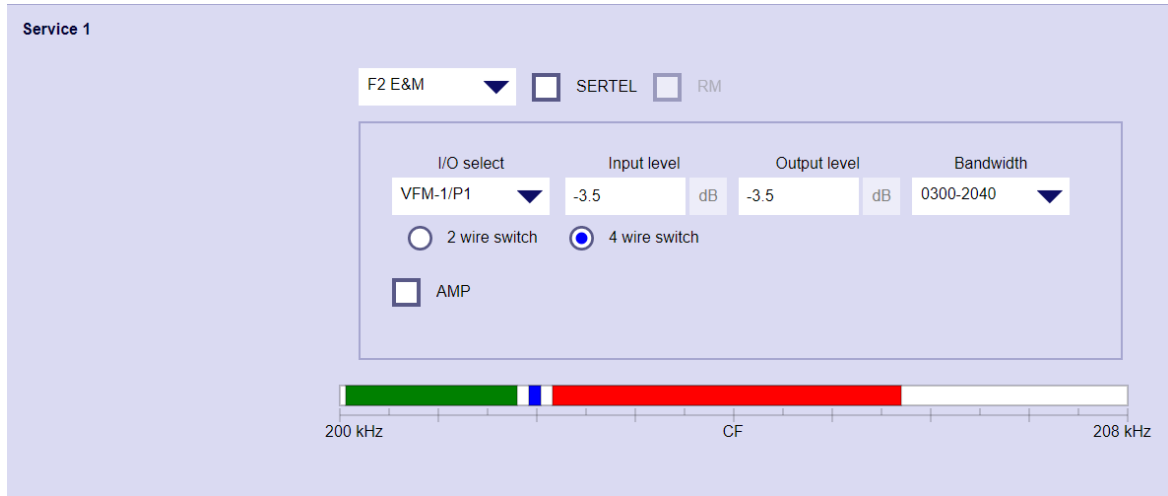 Service 1
F2 E&M SERTEL RM
I/O select Input level Output level Bandwidth
VFM-1/P1 -3.5 dB -3.5 dB 0300-2040
2 wire switch 4 wire switch
AMP
200 kHz CF 208 kHz